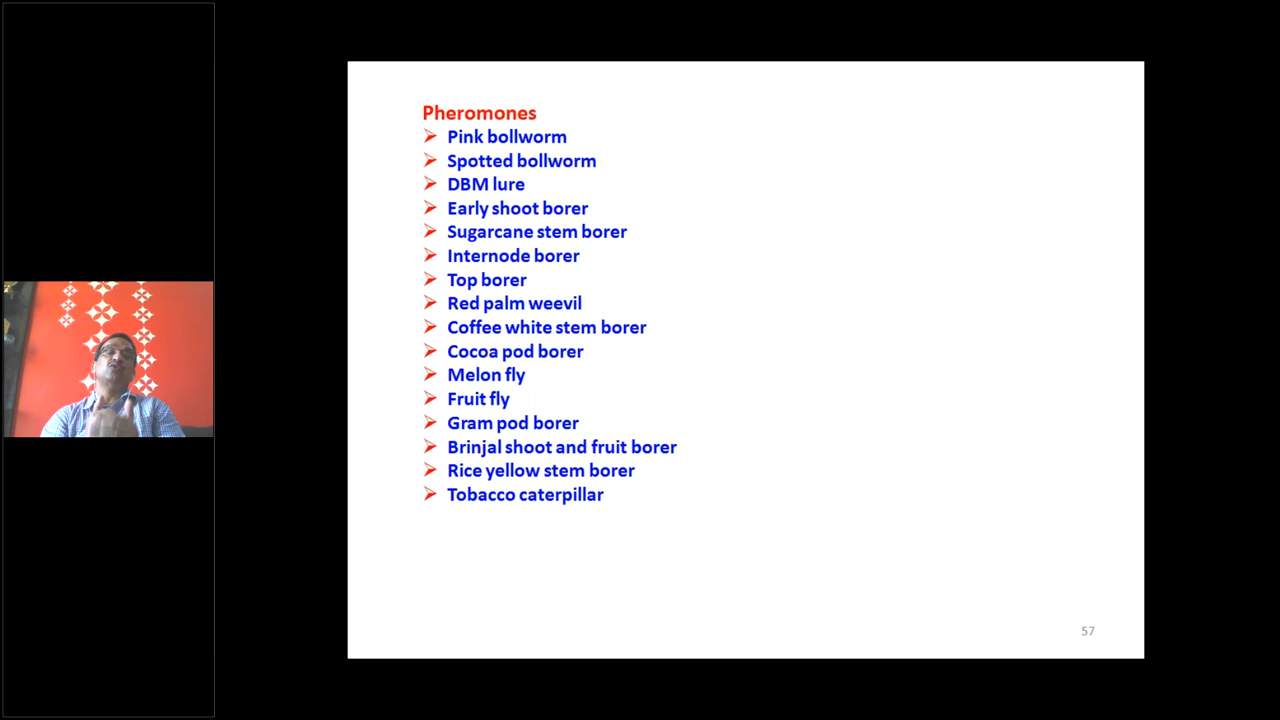 Pheromones
Pink bollworm
Spotted bollworm
DBM lure
Early shoot borer
Sugarcane stem borer
Internode borer
Top borer
Red palm weevil
Coffee white stem borer
Cocoa pod borer
Melon fly
Fruit fly
Gram pod borer
Brinjal shoot and fruit borer
Rice yellow stem borer
Tobacco caterpillar
57